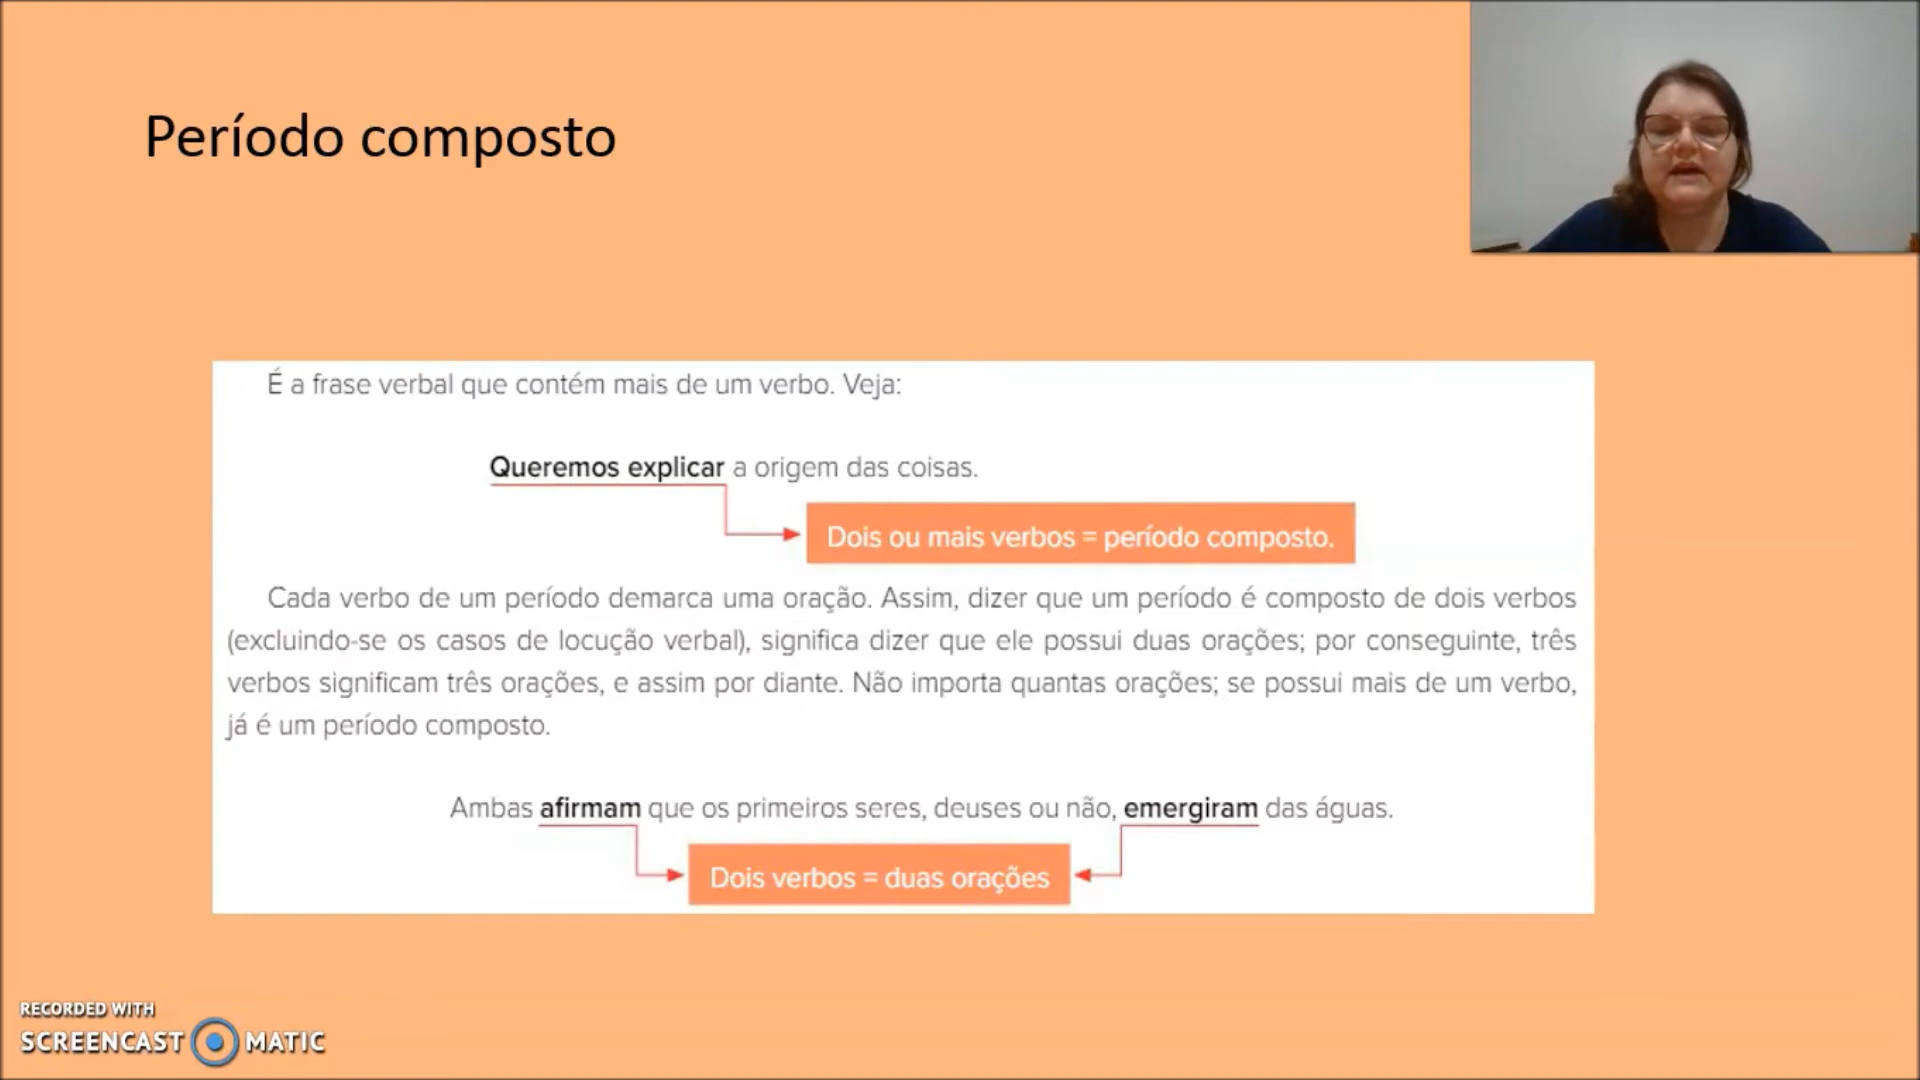 Período composto
É a frase verbal que contém mais de um verbo. Veja:
Queremos explicar a origem das coisas.
Dois ou mais verbos = período composto.
Cada verbo de um período demarca uma oração. Assim, dizer que um período é composto de dois verbos
(excluindo-se os casos de locução verbal), significa dizer que ele possui duas orações; por conseguinte, três
verbos significam três orações, e assim por diante. Não importa quantas orações; se possui mais de um verbo,
já é um período composto.
Ambas afirmam que os primeiros seres, deuses ou não, emergiram das águas.
Dois verbos = duas orações
RECORDED WITH
SCREENCAST MATIC